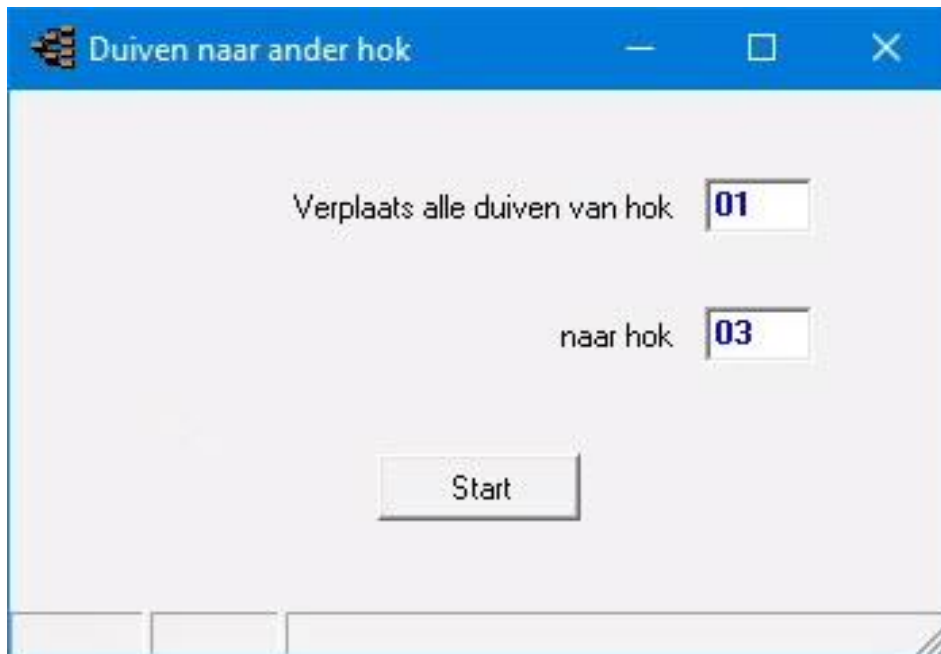 Duiven naar ander hok
Verplaats alle duiven van hok 01
naar hok 03
Start